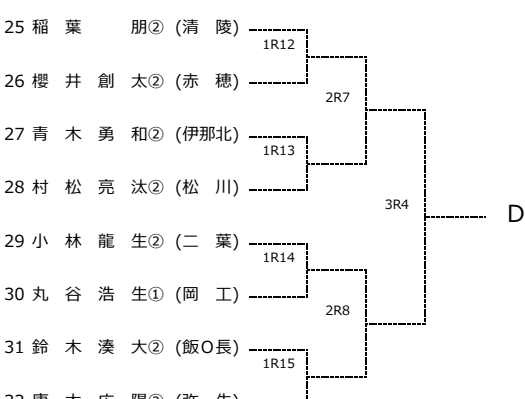 25 稲 葉 朋② (清 陵)
1R12
26 櫻 井 創 太② (赤 穂)
2R7
27 青 木 勇 和② (伊那北)
1R13
28 村 松 亮 汰② (松 川)
3R4
D
29 小 林 龍 生② (二 葉)
1R14
30 丸 谷 浩 生① (岡 工)
2R8
31 鈴 木 湊 大② (飯O長)
1R15